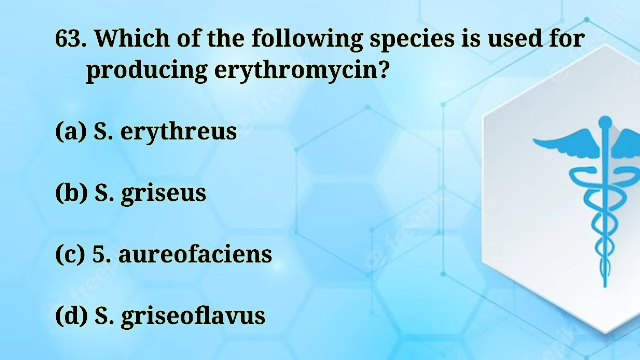 63. Which of the following species is used for
producing erythromycin?
(a) S. erythreus
(b) S. griseus
(c) 5. aureofaciens
(d) S. griseoflavus